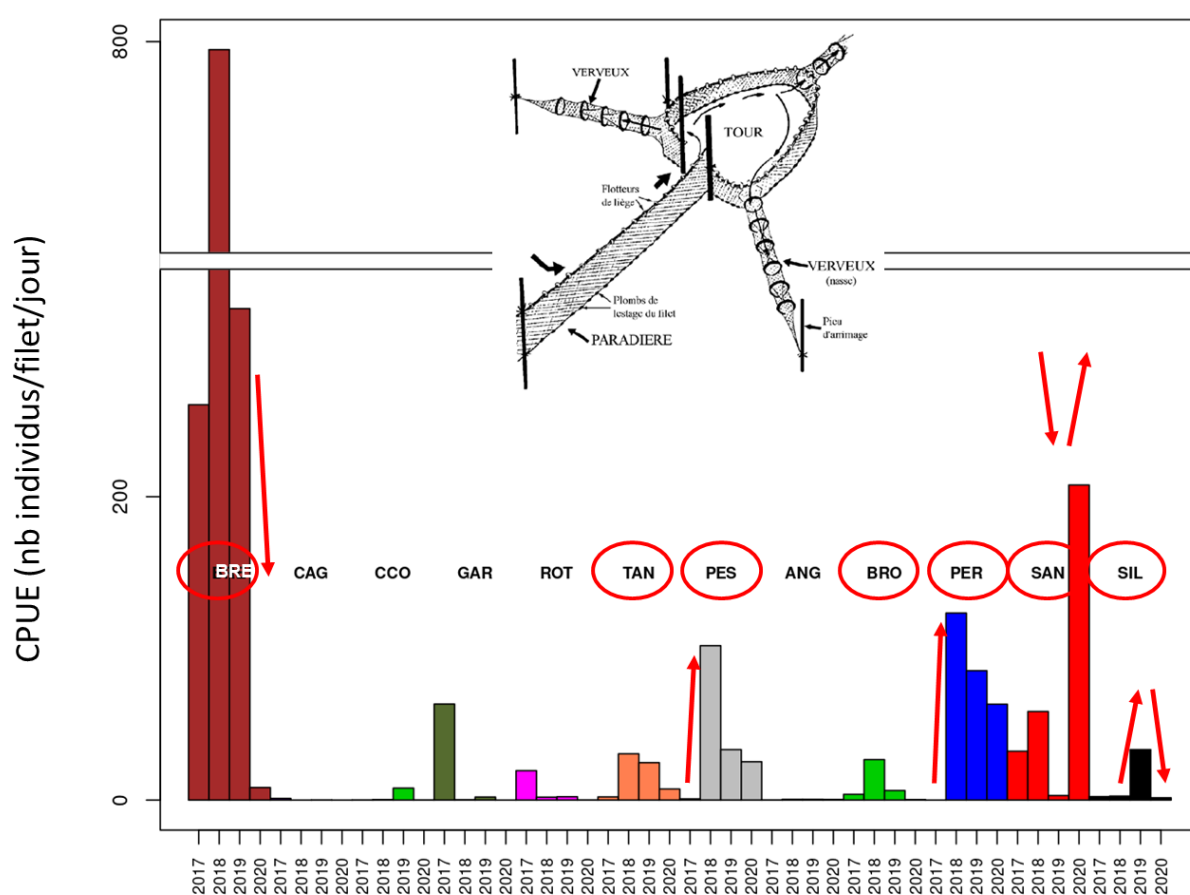 CPUE (nb individus/filet/jour)
800
200
0
VERVEUX
TOUR
Flotteurs
de liège
VERVEUX
(nasse)
Plombs de
lestage du filet
PARADIERE
Pieu
d'amimage
BRE CAG CCO GAR ROT TAN PES ANG BRO PER SAN SIL
2017 2018 2019 2020 2017 2018 2019 2020 2017 2018 2019 2020 2017 2018 2019 2020 2017 2018 2019 2020 2017 2018 2019 2020 2017 2018 2019 2020 2017 2018 2019 2020 2017 2018 2019 2020 2017 2018 2019 2020 2017 2018 2019 2020 2017 2018 2019 2020